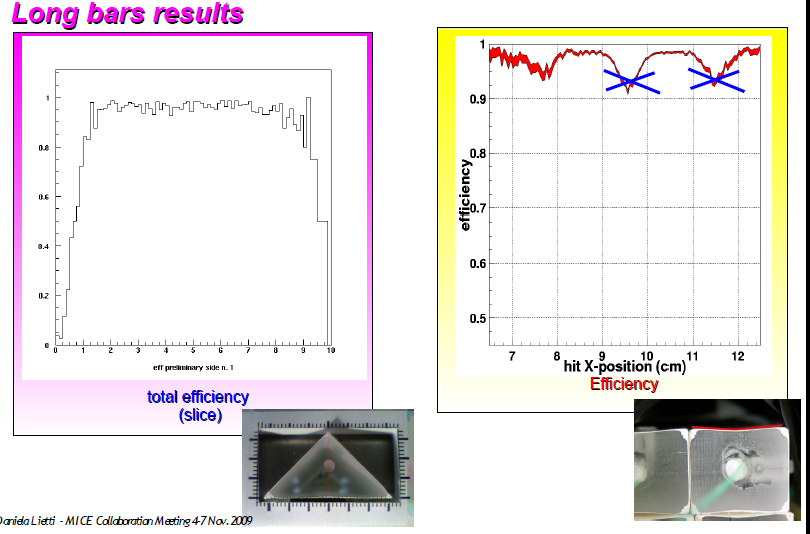 Long bars results
1
0.8
0.6
0.4
0.2
0
0 1 2 3 4 5 6 7 8 9 10
eff preliminary side n. 1
total efficiency
(slice)
efficiency
1
0.9
0.8
0.7
0.6
0.5
7 8 9 10 11 12
hit X-position (cm)
Efficiency
Daniela Lietti - MICE Collaboration Meeting 4-7 Nov. 2009